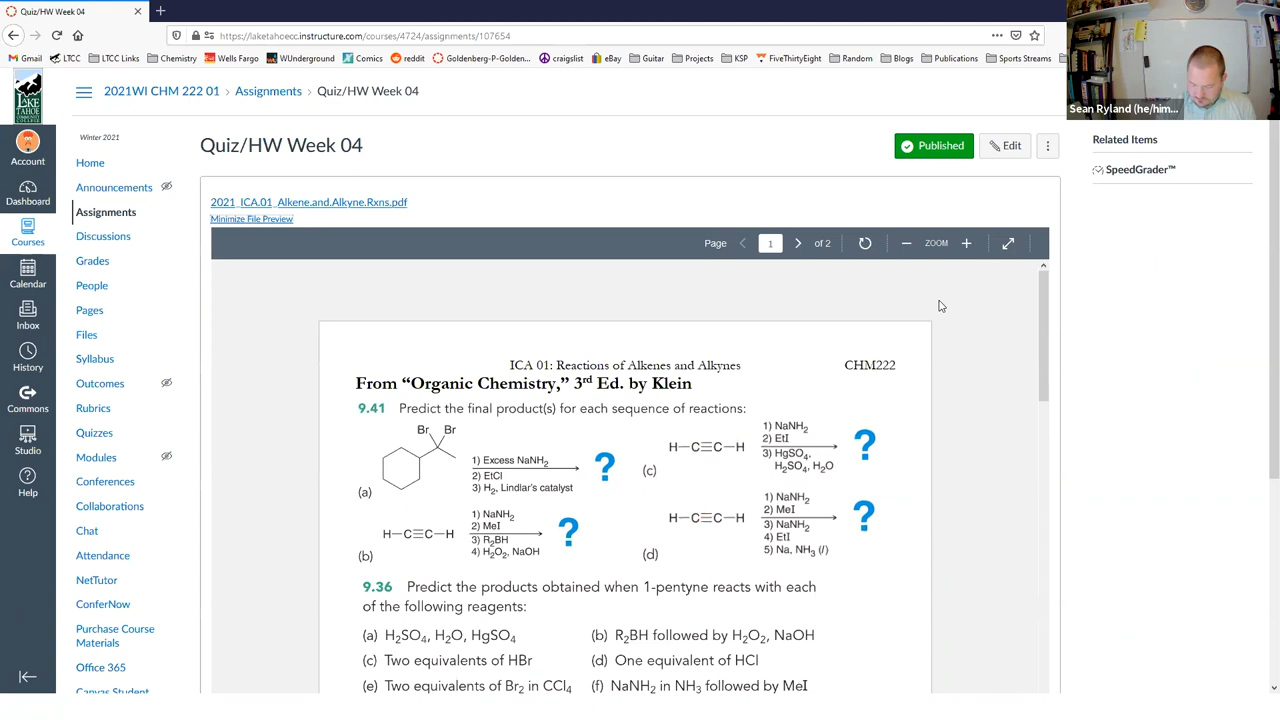 Quiz/HW Week 04
https://laketahoecc.instructure.com/courses/4724/assignments/107654
Gmail LTCC LTCC Links Chemistry Wells Fargo WUnderground Comics reddit Goldenberg-P-Golden... craigslist eBay Guitar Projects KSP FiveThirtyEight Random Blogs Publications Sports Streams
Sean Ryland (he/him...
LAKE TAHOE
2021WI CHM 222 01 › Assignments › Quiz/HW Week 04
Account
Dashboard
Courses
Calendar
Inbox
History
Commons
Studio
Help
Winter 2021
Home
Announcements
Assignments
Discussions
Grades
People
Pages
Files
Syllabus
Outcomes
Rubrics
Quizzes
Modules
Conferences
Collaborations
Chat
Attendance
NetTutor
ConferNow
Purchase Course
Materials
Office 365
Canvas Student
Quiz/HW Week 04
Published
Edit
Related Items
SpeedGrader™
2021_ICA.01_Alkene.and.Alkyne.Rxns.pdf
Minimize File Preview
Page 1 of 2 ZOOM
ICA 01: Reactions of Alkenes and Alkynes CHM222
From “Organic Chemistry,” 3rd Ed. by Klein
9.41 Predict the final product(s) for each sequence of reactions:
Br Br
1) Excess NaNH2
2) EtCl
3) H2, Lindlar's catalyst
?
(a)
H–C≡C–H
1) NaNH2
2) EtI
3) HgSO4,
H2SO4, H2O
?
(c)
H–C≡C–H
1) NaNH2
2) MeI
3) R2BH
4) H2O2, NaOH
?
(b)
H–C≡C–H
1) NaNH2
2) MeI
3) NaNH2
4) EtI
5) Na, NH3 (l)
?
(d)
9.36 Predict the products obtained when 1-pentyne reacts with each
of the following reagents:
(a) H2SO4, H2O, HgSO4 (b) R2BH followed by H2O2, NaOH
(c) Two equivalents of HBr (d) One equivalent of HCl
(e) Two equivalents of Br2 in CCl4 (f) NaNH2 in NH3 followed by MeI